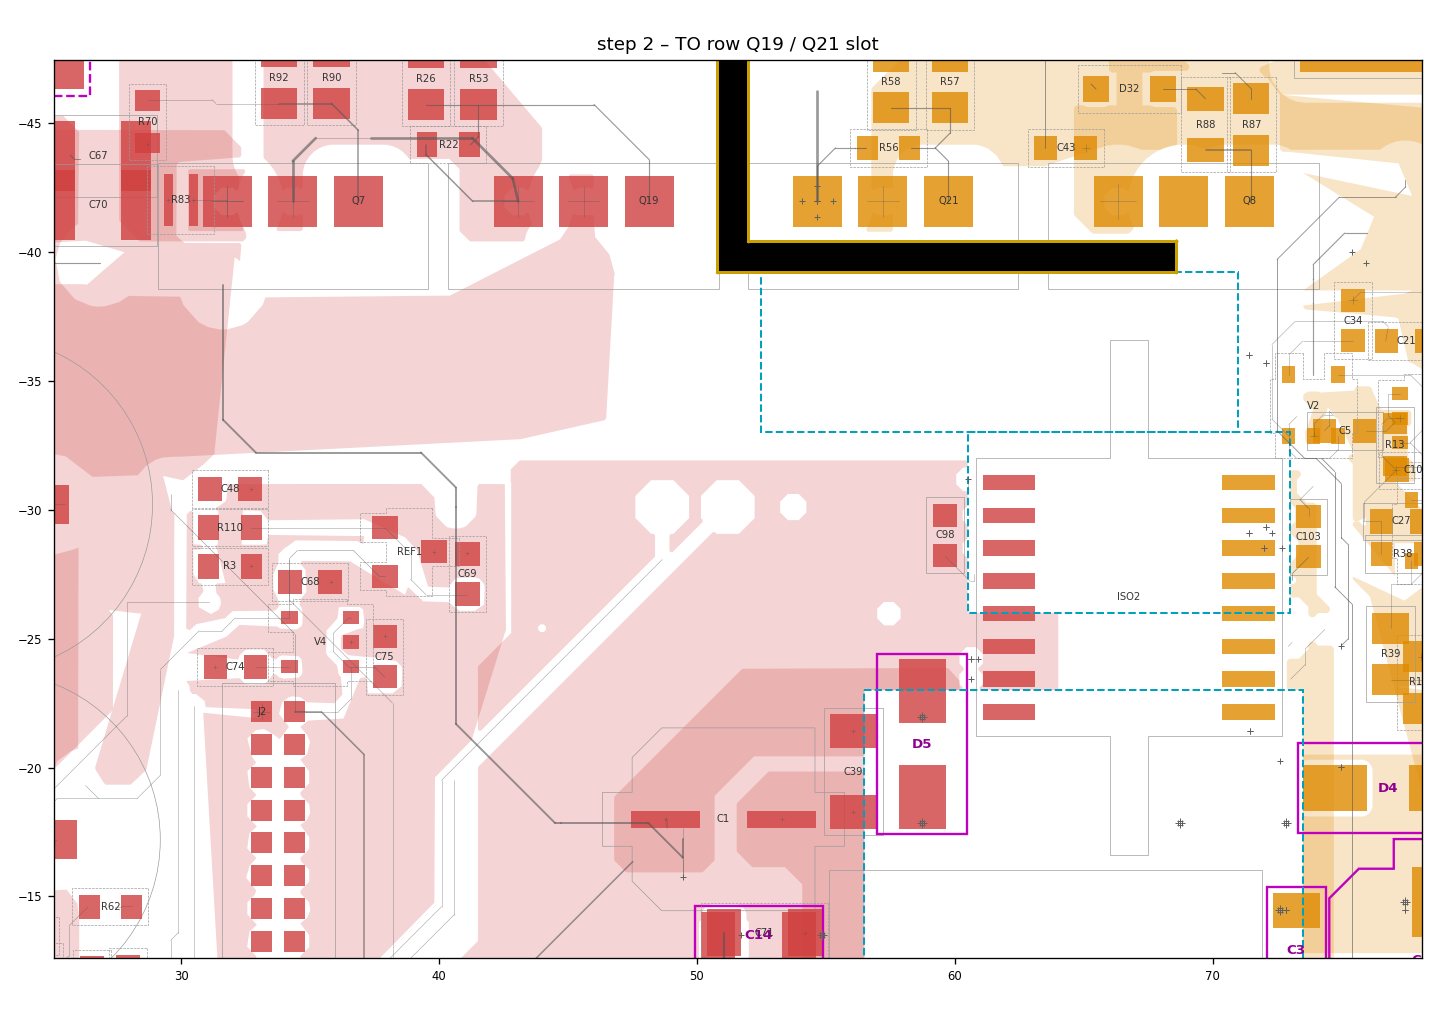 step 2 – TO row Q19 / Q21 slot
R92 R90 R26 R53 R58 R57 D32
−45 R70 R22 R56 C43 R88 R87
C67
C70 R83 Q7 Q19 Q21 Q8
−40
C34
C21
−35
V2
C5
R13
C10
C48
−30
R110 REF1 C98 C103 C27
R3 C68 C69 R38
ISO2
−25 V4 C75
C74 R39
R1
J2
D5
−20 C39 D4
C1
−15
R62 C71 C14 C3 C
30 40 50 60 70